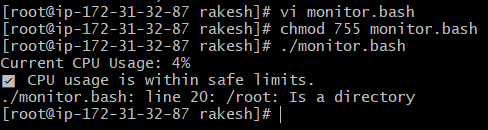 [root@ip-172-31-32-87 rakesh]# vi monitor.bash
[root@ip-172-31-32-87 rakesh]# chmod 755 monitor.bash
[root@ip-172-31-32-87 rakesh]# ./monitor.bash
Current CPU Usage: 4%
✅ CPU usage is within safe limits.
./monitor.bash: line 20: /root: Is a directory
[root@ip-172-31-32-87 rakesh]#